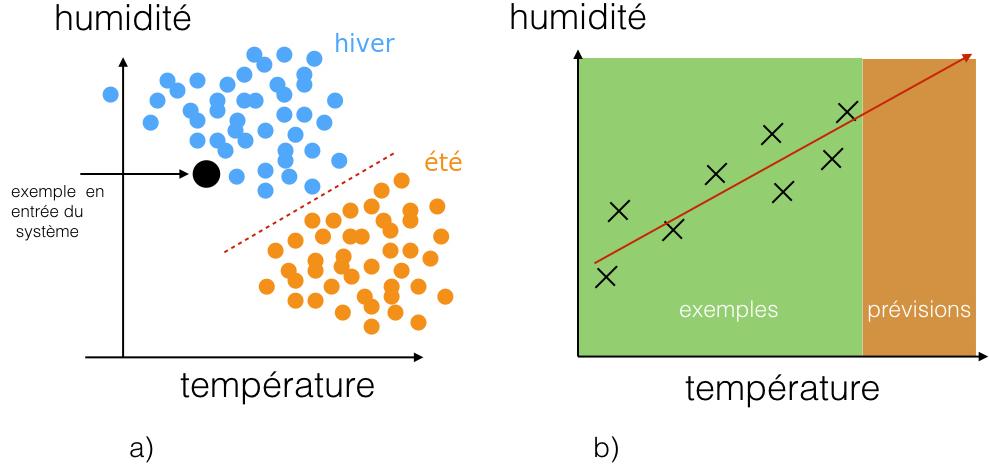 humidité
hiver
été
exemple en
entrée du
système
température
a)
humidité
exemples
prévisions
température
b)